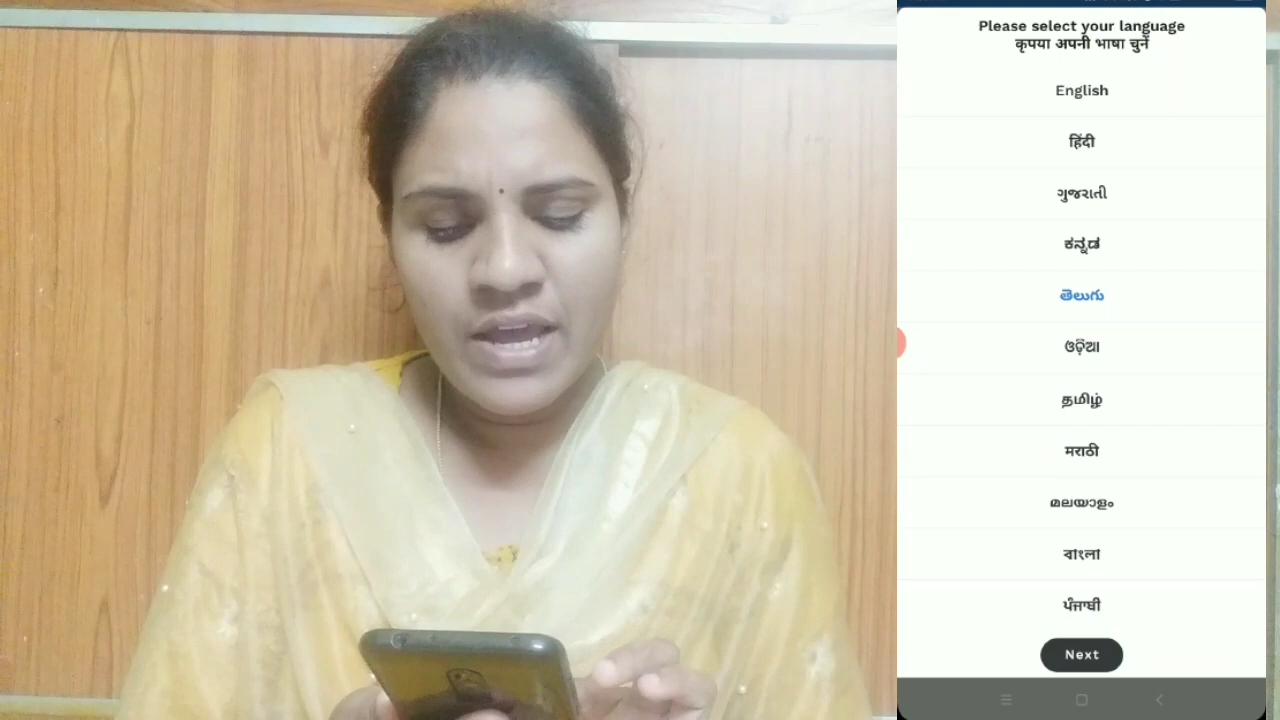 Please select your language
कृपया अपनी भाषा चुनें
English
हिंदी
ગુજરાતી
ಕನ್ನಡ
తెలుగు
ଓଡ଼ିଆ
தமிழ்
मराठी
മലയാളം
বাংলা
ਪੰਜਾਬੀ
Next